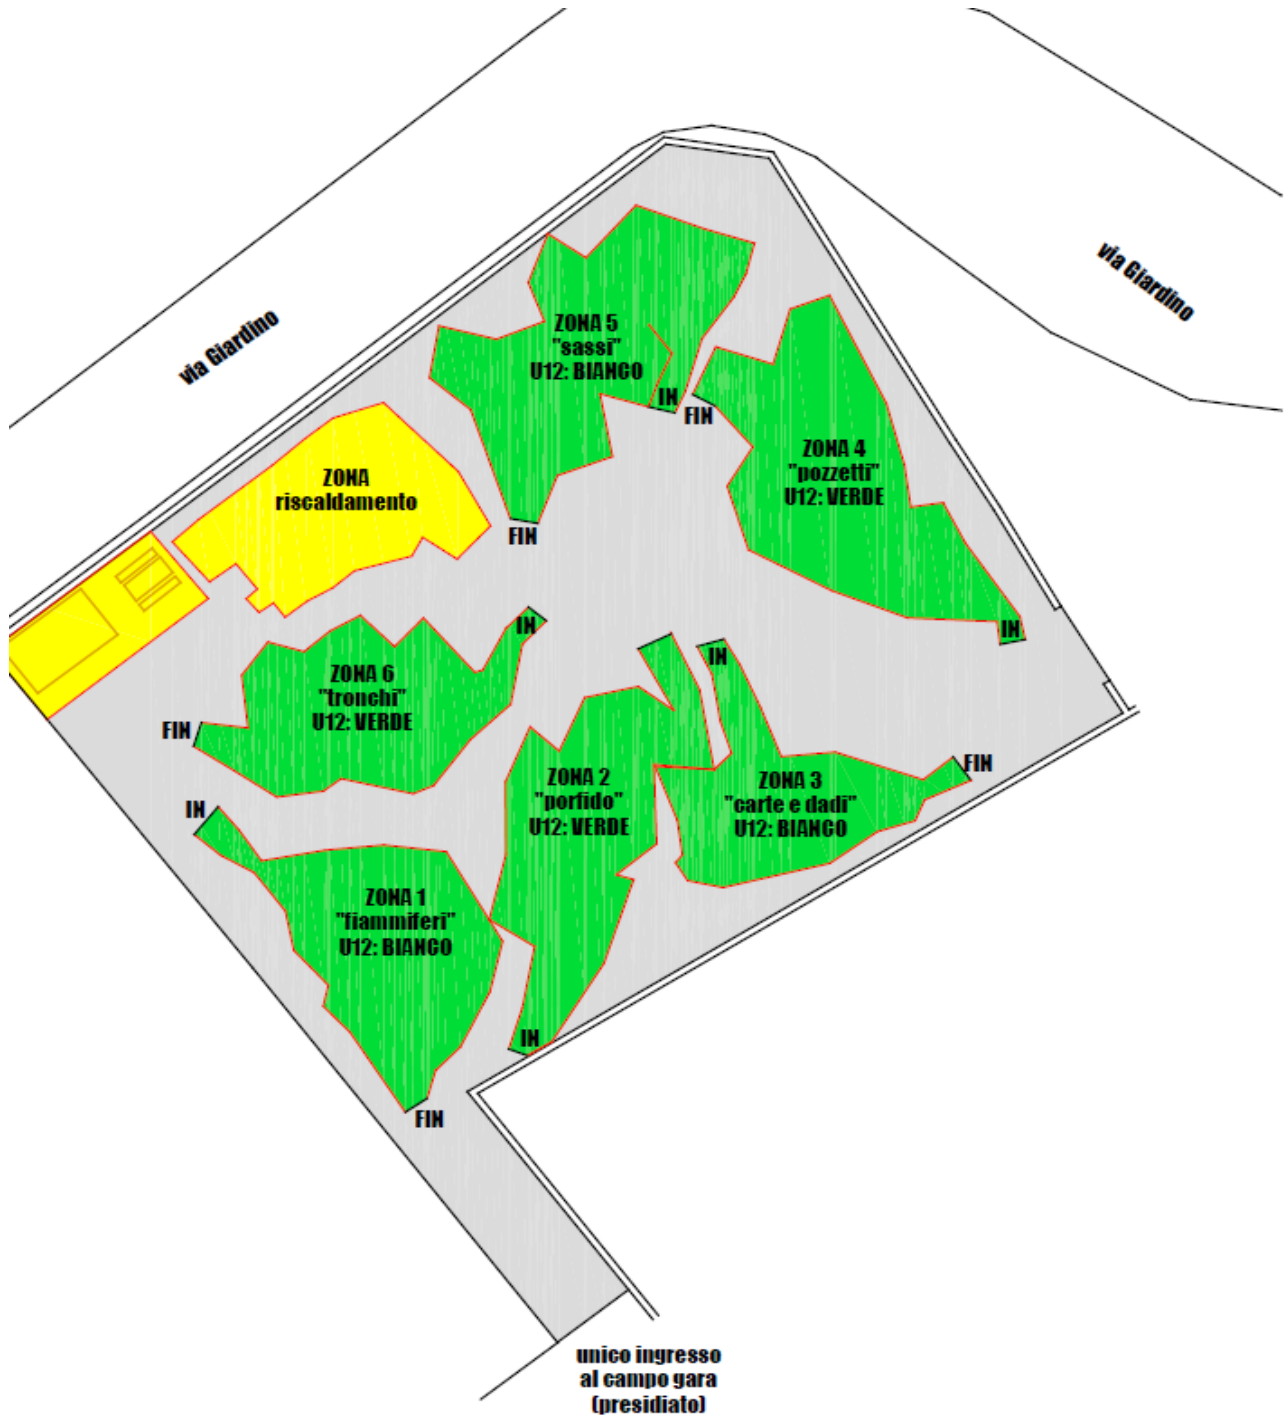 via Giardino
via Giardino
ZONA 5
"sassi"
U12: BIANCO
IN
FIN
FIN
ZONA 4
"pozzetti"
U12: VERDE
IN
ZONA
riscaldamento
ZONA 6
"tronchi"
U12: VERDE
IN
FIN
ZONA 2
"porfido"
U12: VERDE
IN
ZONA 3
"carte e dadi"
U12: BIANCO
IN
FIN
ZONA 1
"fiammiferi"
U12: BIANCO
IN
FIN
unico ingresso
al campo gara
(presidiato)